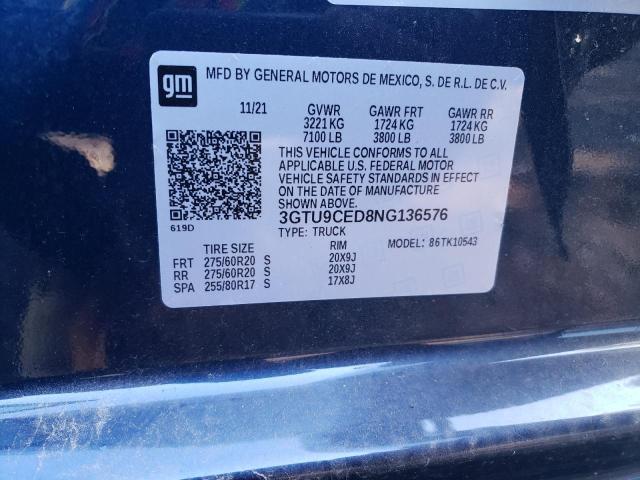 gm
MFD BY GENERAL MOTORS DE MEXICO, S. DE R.L. DE C.V.
11/21 GVWR GAWR FRT GAWR RR
3221 KG 1724 KG 1724 KG
7100 LB 3800 LB 3800 LB
THIS VEHICLE CONFORMS TO ALL
APPLICABLE U.S. FEDERAL MOTOR
VEHICLE SAFETY STANDARDS IN EFFECT
ON THE DATE OF MANUFACTURE SHOWN ABOVE.
3GTU9CED8NG136576
619D
TYPE: TRUCK MODEL: 86TK10543
TIRE SIZE RIM
FRT 275/60R20 S 20X9J
RR 275/60R20 S 20X9J
SPA 255/80R17 S 17X8J